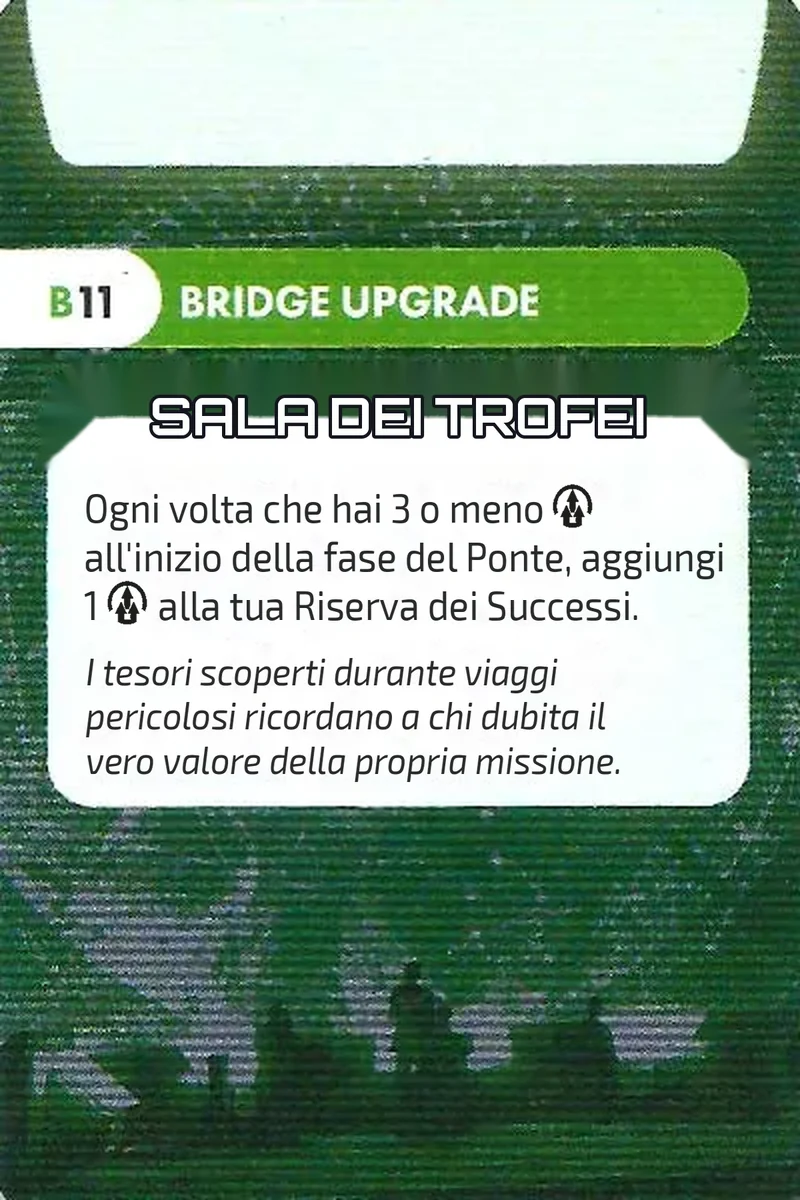 B11 BRIDGE UPGRADE
SALA DEI TROFEI
Ogni volta che hai 3 o meno
all'inizio della fase del Ponte, aggiungi
1 alla tua Riserva dei Successi.
I tesori scoperti durante viaggi
pericolosi ricordano a chi dubita il
vero valore della propria missione.